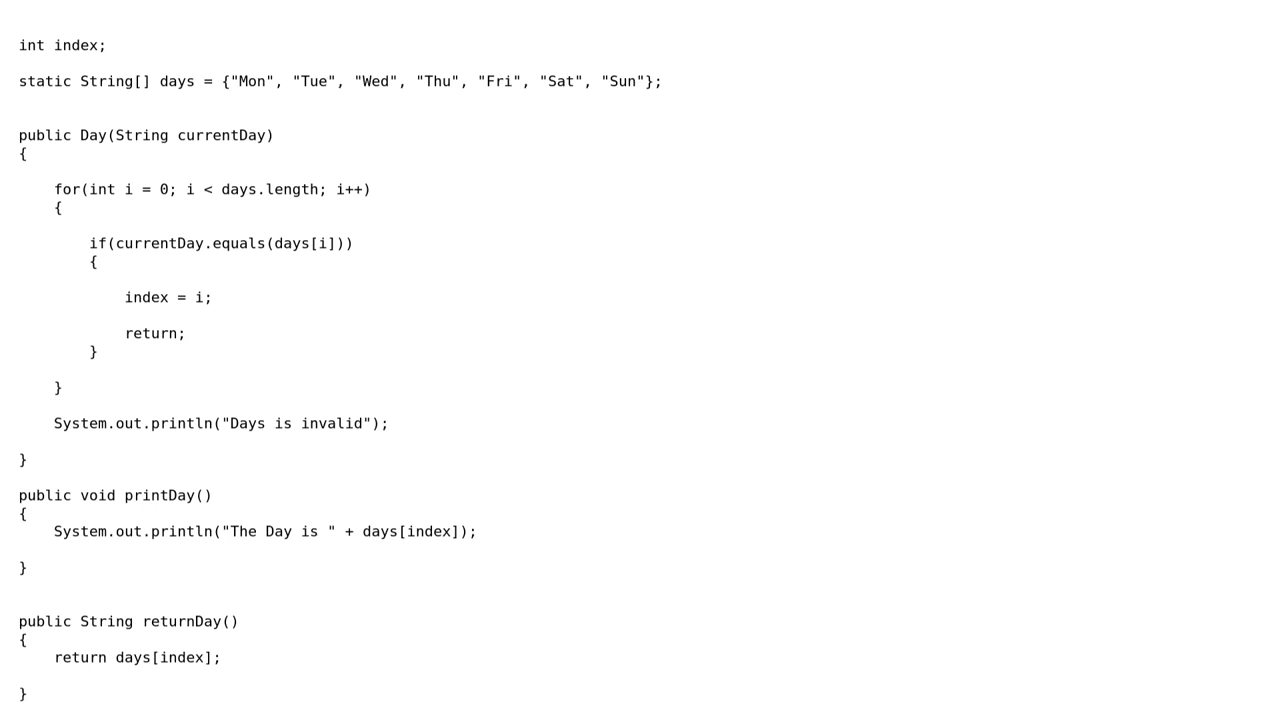 int index;
static String[] days = {"Mon", "Tue", "Wed", "Thu", "Fri", "Sat", "Sun"};
public Day(String currentDay)
{
    for(int i = 0; i < days.length; i++)
    {
        if(currentDay.equals(days[i]))
        {
            index = i;
            return;
        }
    }
    System.out.println("Days is invalid");
}
public void printDay()
{
    System.out.println("The Day is " + days[index]);
}
public String returnDay()
{
    return days[index];
}